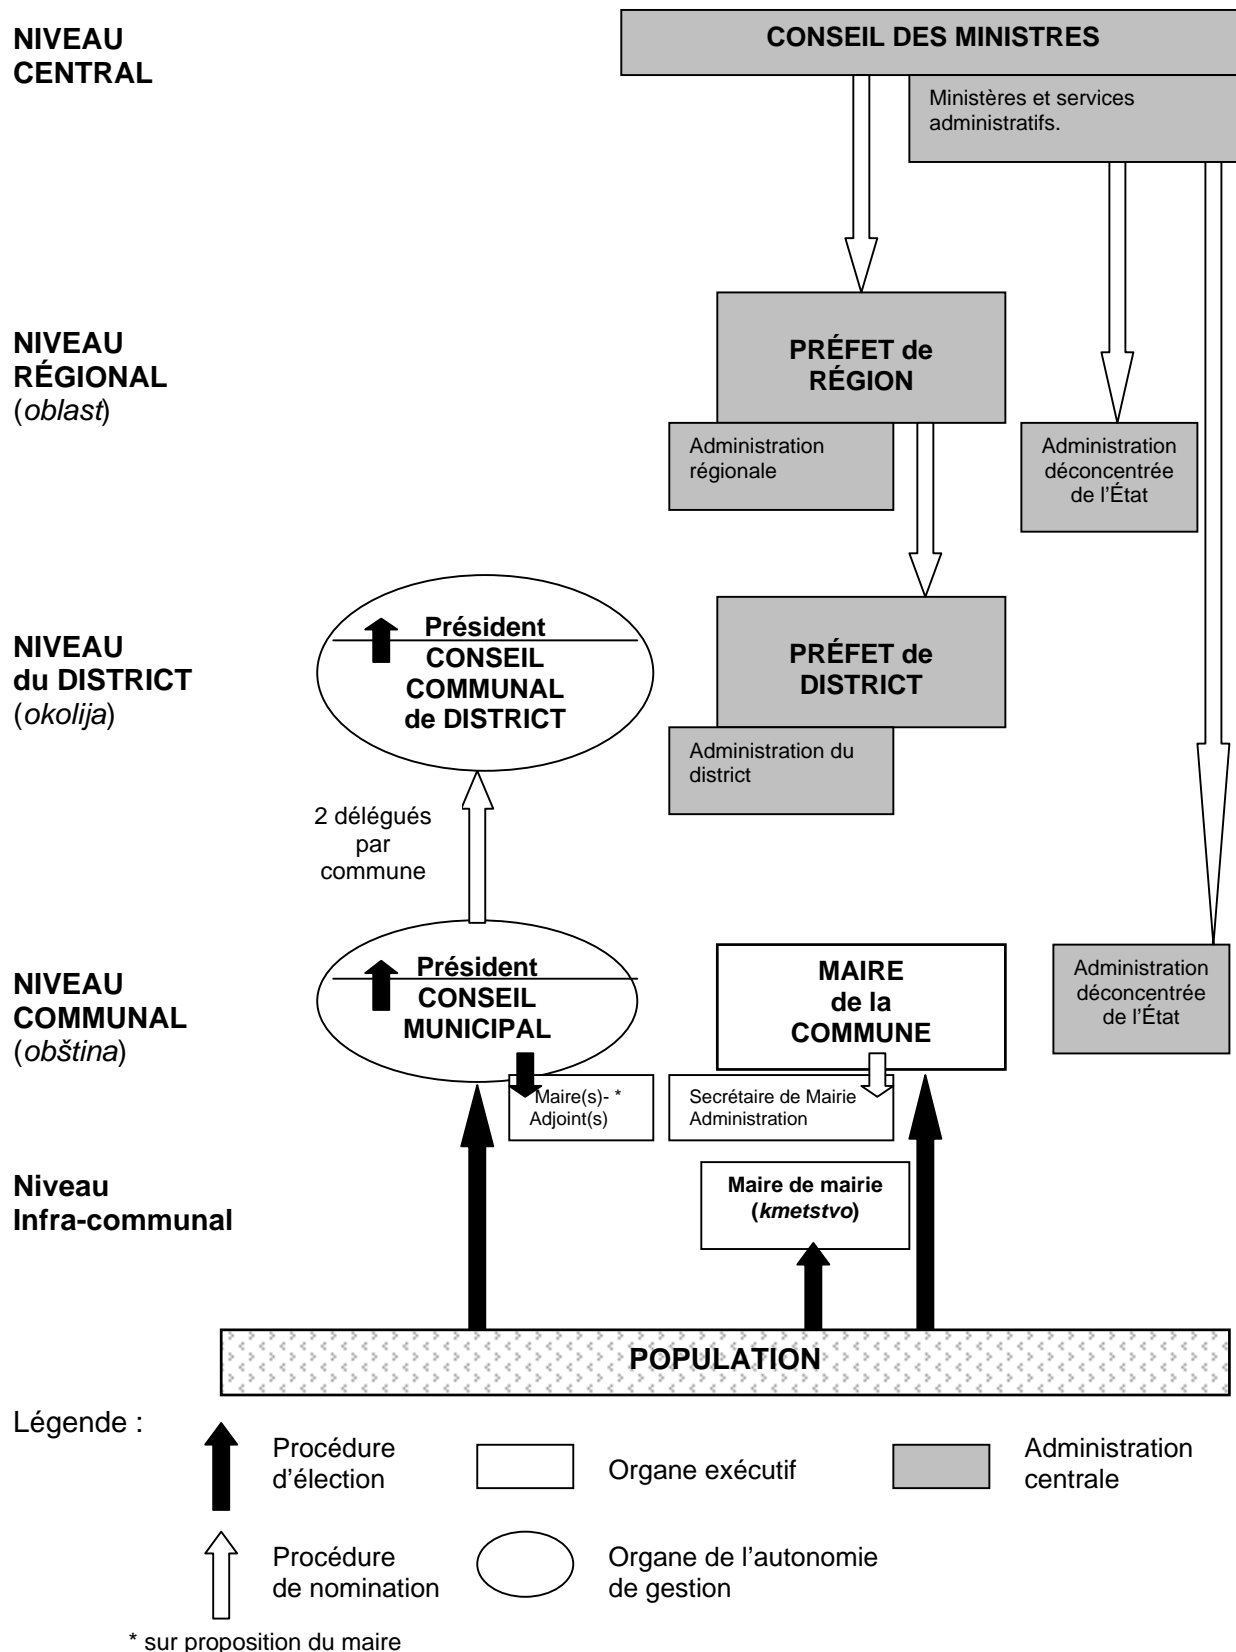 NIVEAU
CENTRAL
CONSEIL DES MINISTRES
Ministères et services
administratifs.
NIVEAU
RÉGIONAL
(oblast)
PRÉFET de
RÉGION
Administration
régionale
Administration
déconcentrée
de l'État
NIVEAU
du DISTRICT
(okolija)
Président
CONSEIL
COMMUNAL
de DISTRICT
PRÉFET de
DISTRICT
Administration du
district
2 délégués
par
commune
NIVEAU
COMMUNAL
(obština)
Président
CONSEIL
MUNICIPAL
MAIRE
de la
COMMUNE
Administration
déconcentrée
de l'État
Maire(s)- *
Adjoint(s)
Secrétaire de Mairie
Administration
Niveau
Infra-communal
Maire de mairie
(kmetstvo)
POPULATION
Légende :
Procédure
d'élection
Organe exécutif
Administration
centrale
Procédure
de nomination
Organe de l'autonomie
de gestion
* sur proposition du maire